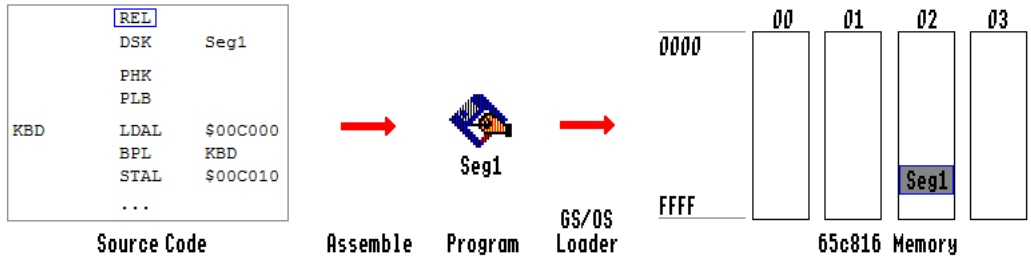 REL
DSK Seg1
PHK
PLB
KBD LDAL $00C000
BPL KBD
STAL $00C010
...
Source Code
Assemble
Seg1
Program
GS/OS
Loader
00 01 02 03
0000
Seg1
FFFF
65c816 Memory